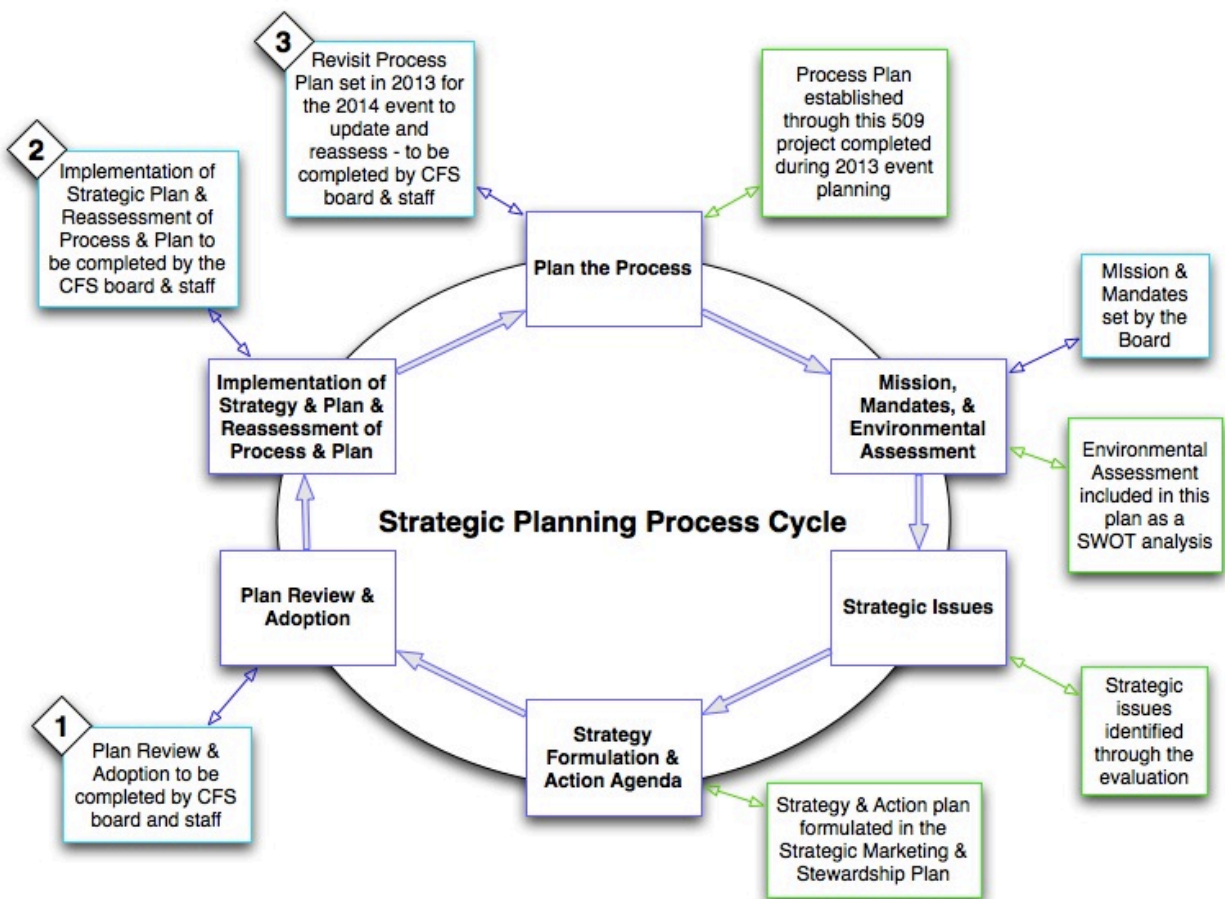 3
Revisit Process
Plan set in 2013 for
the 2014 event to
update and
reassess - to be
completed by CFS
board & staff
Process Plan
established
through this 509
project completed
during 2013 event
planning
2
Implementation of
Strategic Plan &
Reassessment of
Process & Plan to
be completed by the
CFS board & staff
Plan the Process
MIssion &
Mandates
set by the
Board
Implementation of
Strategy & Plan &
Reassessment of
Process & Plan
Mission,
Mandates, &
Environmental
Assessment
Environmental
Assessment
included in this
plan as a
SWOT analysis
Strategic Planning Process Cycle
Plan Review &
Adoption
Strategic Issues
Strategic
issues
identified
through the
evaluation
1
Plan Review &
Adoption to be
completed by CFS
board and staff
Strategy
Formulation &
Action Agenda
Strategy & Action plan
formulated in the
Strategic Marketing &
Stewardship Plan